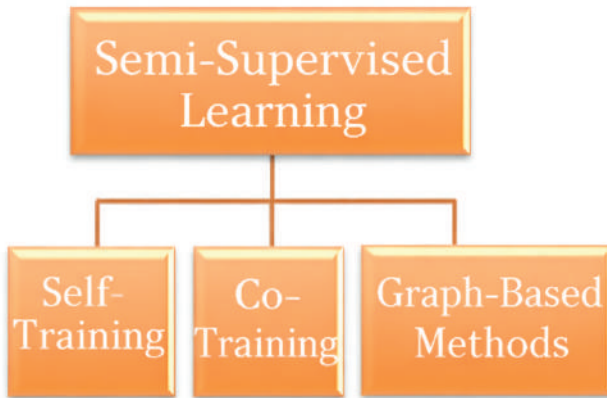 Semi-Supervised
Learning
Self-
Training
Co-
Training
Graph-Based
Methods